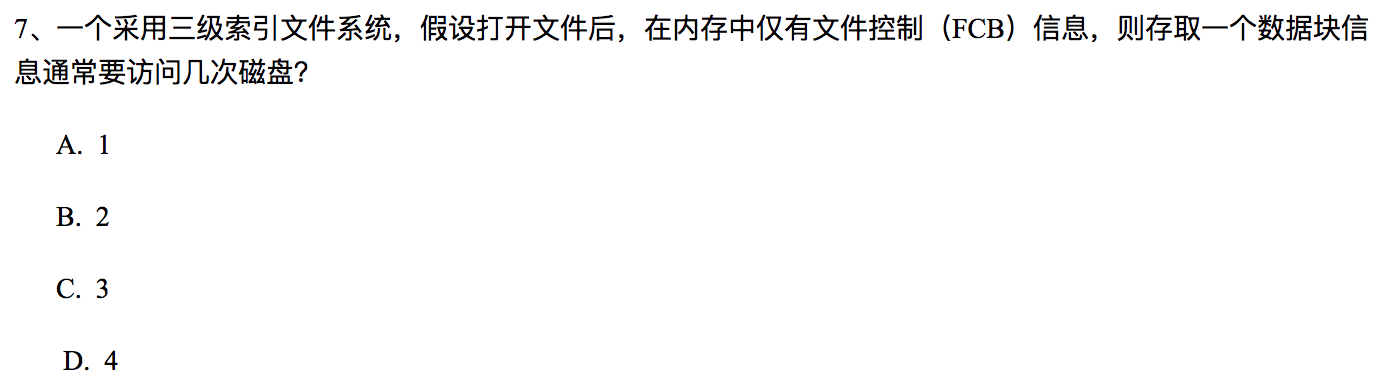 7、一个采用三级索引文件系统，假设打开文件后，在内存中仅有文件控制（FCB）信息，则存取一个数据块信
息通常要访问几次磁盘？
A. 1
B. 2
C. 3
D. 4